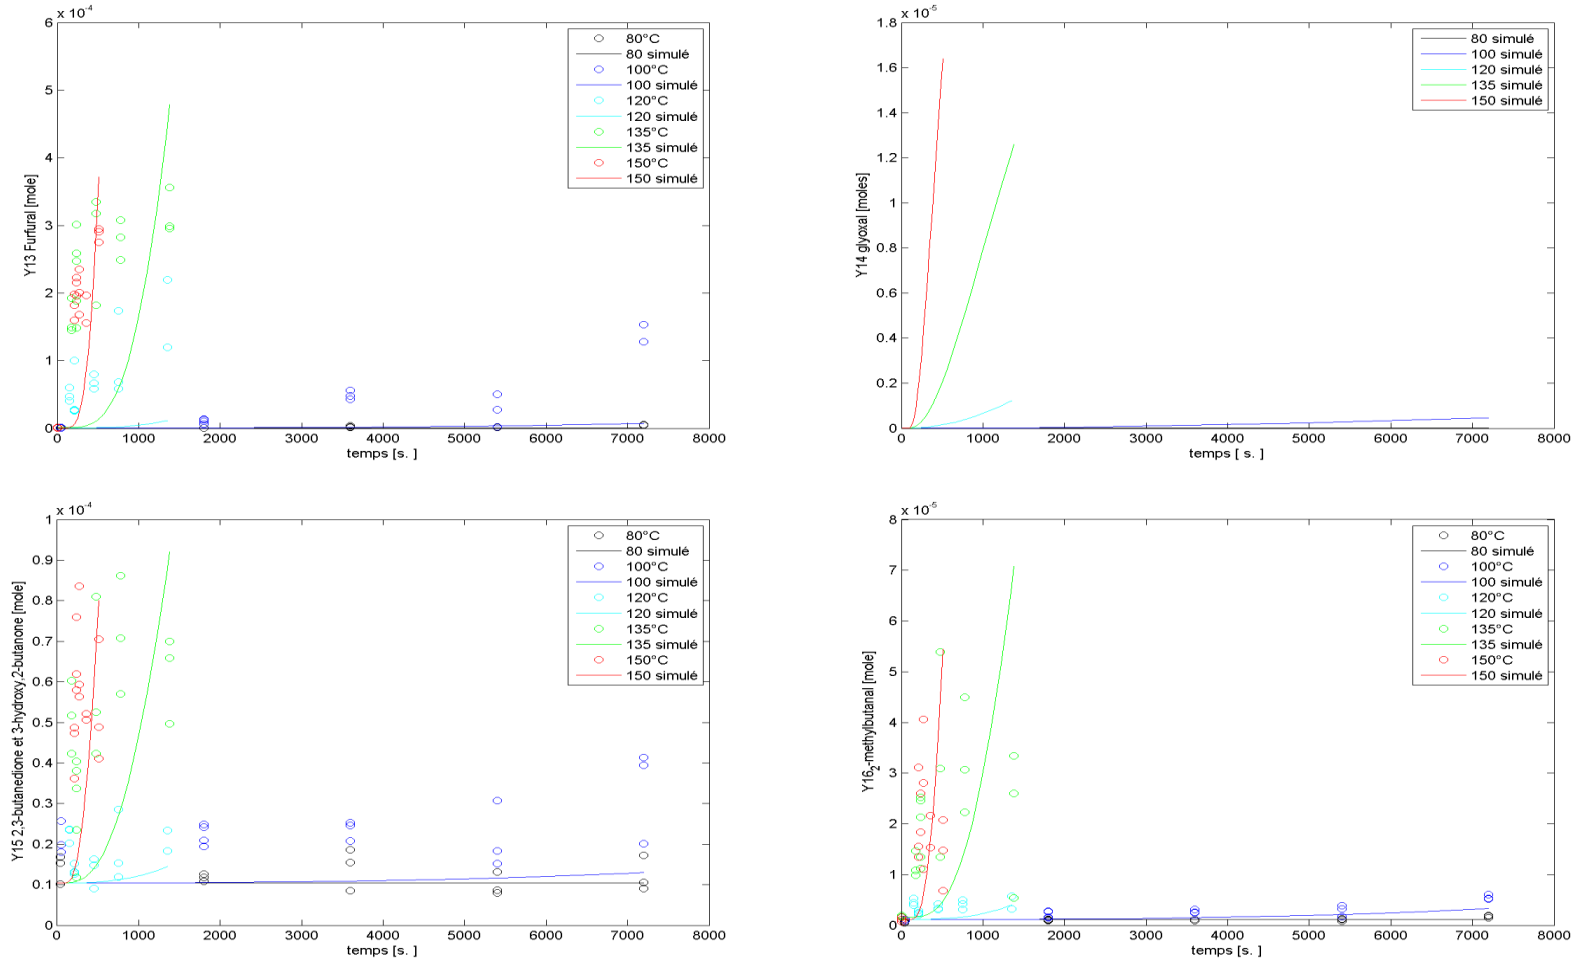 x 10-4
6
5
4
3
2
1
0
0 1000 2000 3000 4000 5000 6000 7000 8000
temps [s. ]
Y13 Furfural [mole]
80°C
80 simulé
100°C
100 simulé
120°C
120 simulé
135°C
135 simulé
150°C
150 simulé
x 10-5
1.8
1.6
1.4
1.2
1
0.8
0.6
0.4
0.2
0
0 1000 2000 3000 4000 5000 6000 7000 8000
temps [ s. ]
Y14 glyoxal [moles]
80 simulé
100 simulé
120 simulé
135 simulé
150 simulé
x 10-4
1
0.9
0.8
0.7
0.6
0.5
0.4
0.3
0.2
0.1
0
0 1000 2000 3000 4000 5000 6000 7000 8000
temps [s.]
Y15 2,3-butanedione et 3-hydroxy,2-butanone [mole]
80°C
80 simulé
100°C
100 simulé
120°C
120 simulé
135°C
135 simulé
150°C
150 simulé
x 10-5
8
7
6
5
4
3
2
1
0
0 1000 2000 3000 4000 5000 6000 7000 8000
temps [s.]
Y162-methylbutanal [mole]
80°C
80 simulé
100°C
100 simulé
120°C
120 simulé
135°C
135 simulé
150°C
150 simulé